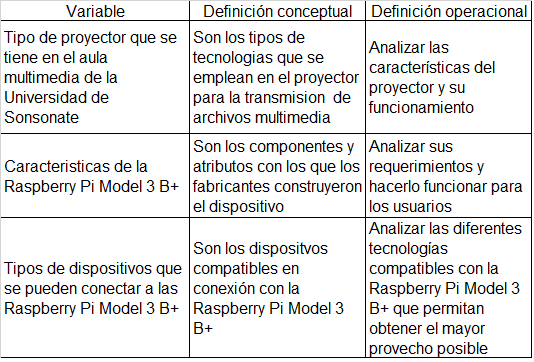 Variable
Definición conceptual
Definición operacional
Tipo de proyector que se
tiene en el aula
multimedia de la
Universidad de
Sonsonate
Son los tipos de
tecnologias que se
emplean en el proyector
para la transmision de
archivos multimedia
Analizar las
características del
proyector y su
funcionamiento
Caracteristicas de la
Raspberry Pi Model 3 B+
Son los componentes y
atributos con los que los
fabricantes construyeron
el dispositivo
Analizar sus
requerimientos y
hacerlo funcionar para
los usuarios
Tipos de dispositivos que
se pueden conectar a las
Raspberry Pi Model 3 B+
Son los dispositvos
compatibles en
conexión con la
Raspberry Pi Model 3
B+
Analizar las diferentes
tecnologías
compatibles con la
Raspberry Pi Model 3
B+ que permitan
obtener el mayor
provecho posible